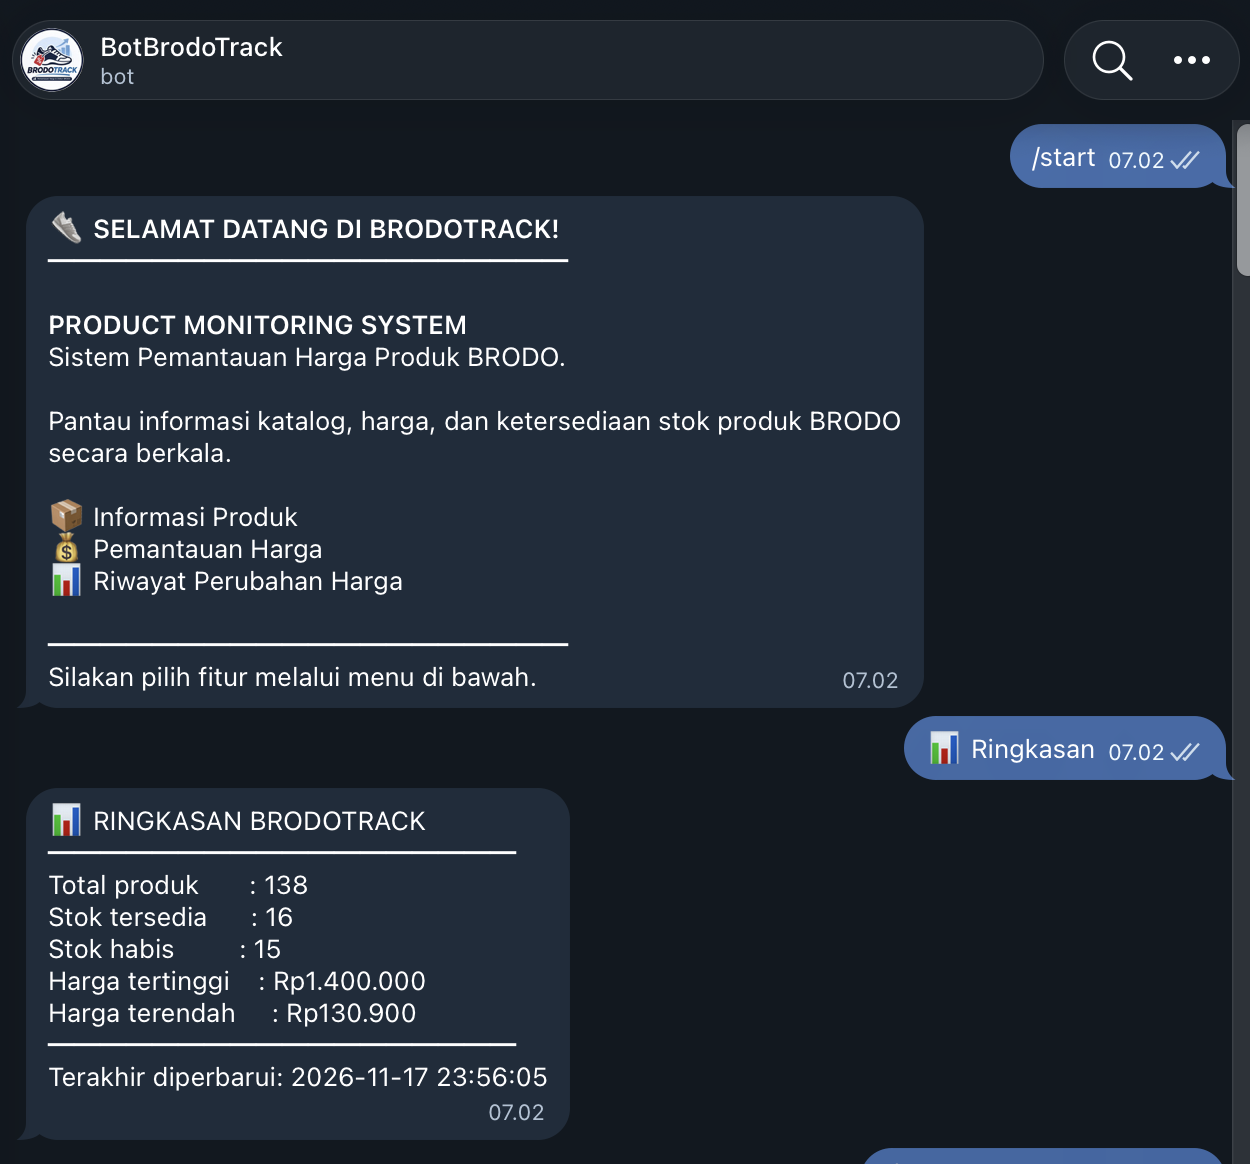 BotBrodoTrack
bot
BRODOTRACK
/start 07.02
SELAMAT DATANG DI BRODOTRACK!
PRODUCT MONITORING SYSTEM
Sistem Pemantauan Harga Produk BRODO.
Pantau informasi katalog, harga, dan ketersediaan stok produk BRODO
secara berkala.
Informasi Produk
Pemantauan Harga
Riwayat Perubahan Harga
Silakan pilih fitur melalui menu di bawah.
07.02
Ringkasan 07.02
RINGKASAN BRODOTRACK
Total produk : 138
Stok tersedia : 16
Stok habis : 15
Harga tertinggi : Rp1.400.000
Harga terendah : Rp130.900
Terakhir diperbarui: 2026-11-17 23:56:05
07.02